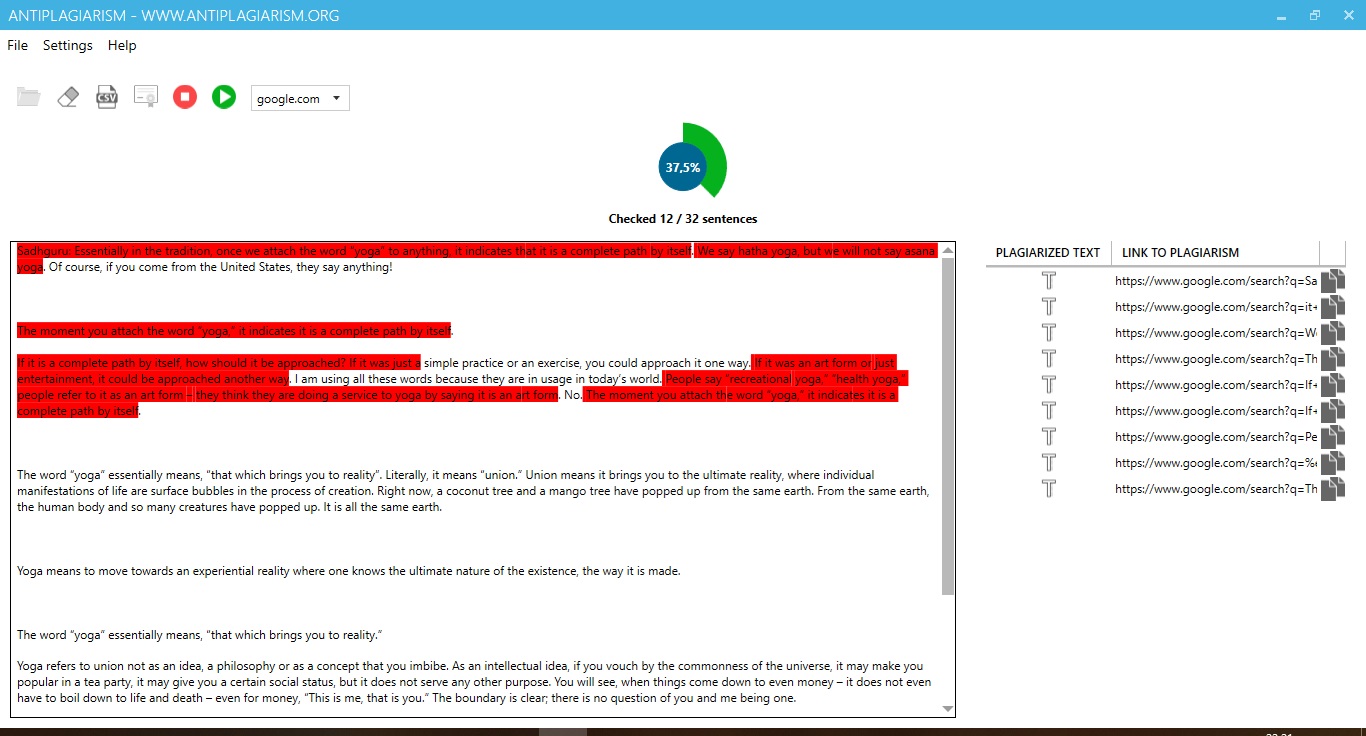 ANTIPLAGIARISM - WWW.ANTIPLAGIARISM.ORG
File Settings Help
CSV
google.com
37,5%
Checked 12 / 32 sentences
Sadhguru: Essentially in the tradition, once we attach the word "yoga" to anything, it indicates that it is a complete path by itself. We say hatha yoga, but we will not say asana
yoga. Of course, if you come from the United States, they say anything!
The moment you attach the word "yoga," it indicates it is a complete path by itself.
If it is a complete path by itself, how should it be approached? If it was just a simple practice or an exercise, you could approach it one way. If it was an art form or just
entertainment, it could be approached another way. I am using all these words because they are in usage in today's world. People say "recreational yoga," "health yoga,"
people refer to it as an art form – they think they are doing a service to yoga by saying it is an art form. No. The moment you attach the word "yoga," it indicates it is a
complete path by itself.
The word "yoga" essentially means, "that which brings you to reality". Literally, it means "union." Union means it brings you to the ultimate reality, where individual
manifestations of life are surface bubbles in the process of creation. Right now, a coconut tree and a mango tree have popped up from the same earth. From the same earth,
the human body and so many creatures have popped up. It is all the same earth.
Yoga means to move towards an experiential reality where one knows the ultimate nature of the existence, the way it is made.
The word "yoga" essentially means, "that which brings you to reality."
Yoga refers to union not as an idea, a philosophy or as a concept that you imbibe. As an intellectual idea, if you vouch by the commonness of the universe, it may make you
popular in a tea party, it may give you a certain social status, but it does not serve any other purpose. You will see, when things come down to even money – it does not even
have to boil down to life and death – even for money, "This is me, that is you." The boundary is clear; there is no question of you and me being one.
PLAGIARIZED TEXT LINK TO PLAGIARISM
T https://www.google.com/search?q=Sa
T https://www.google.com/search?q=it+
T https://www.google.com/search?q=We
T https://www.google.com/search?q=Th
T https://www.google.com/search?q=If+
T https://www.google.com/search?q=If+
T https://www.google.com/search?q=Pe
T https://www.google.com/search?q=%e
T https://www.google.com/search?q=Th